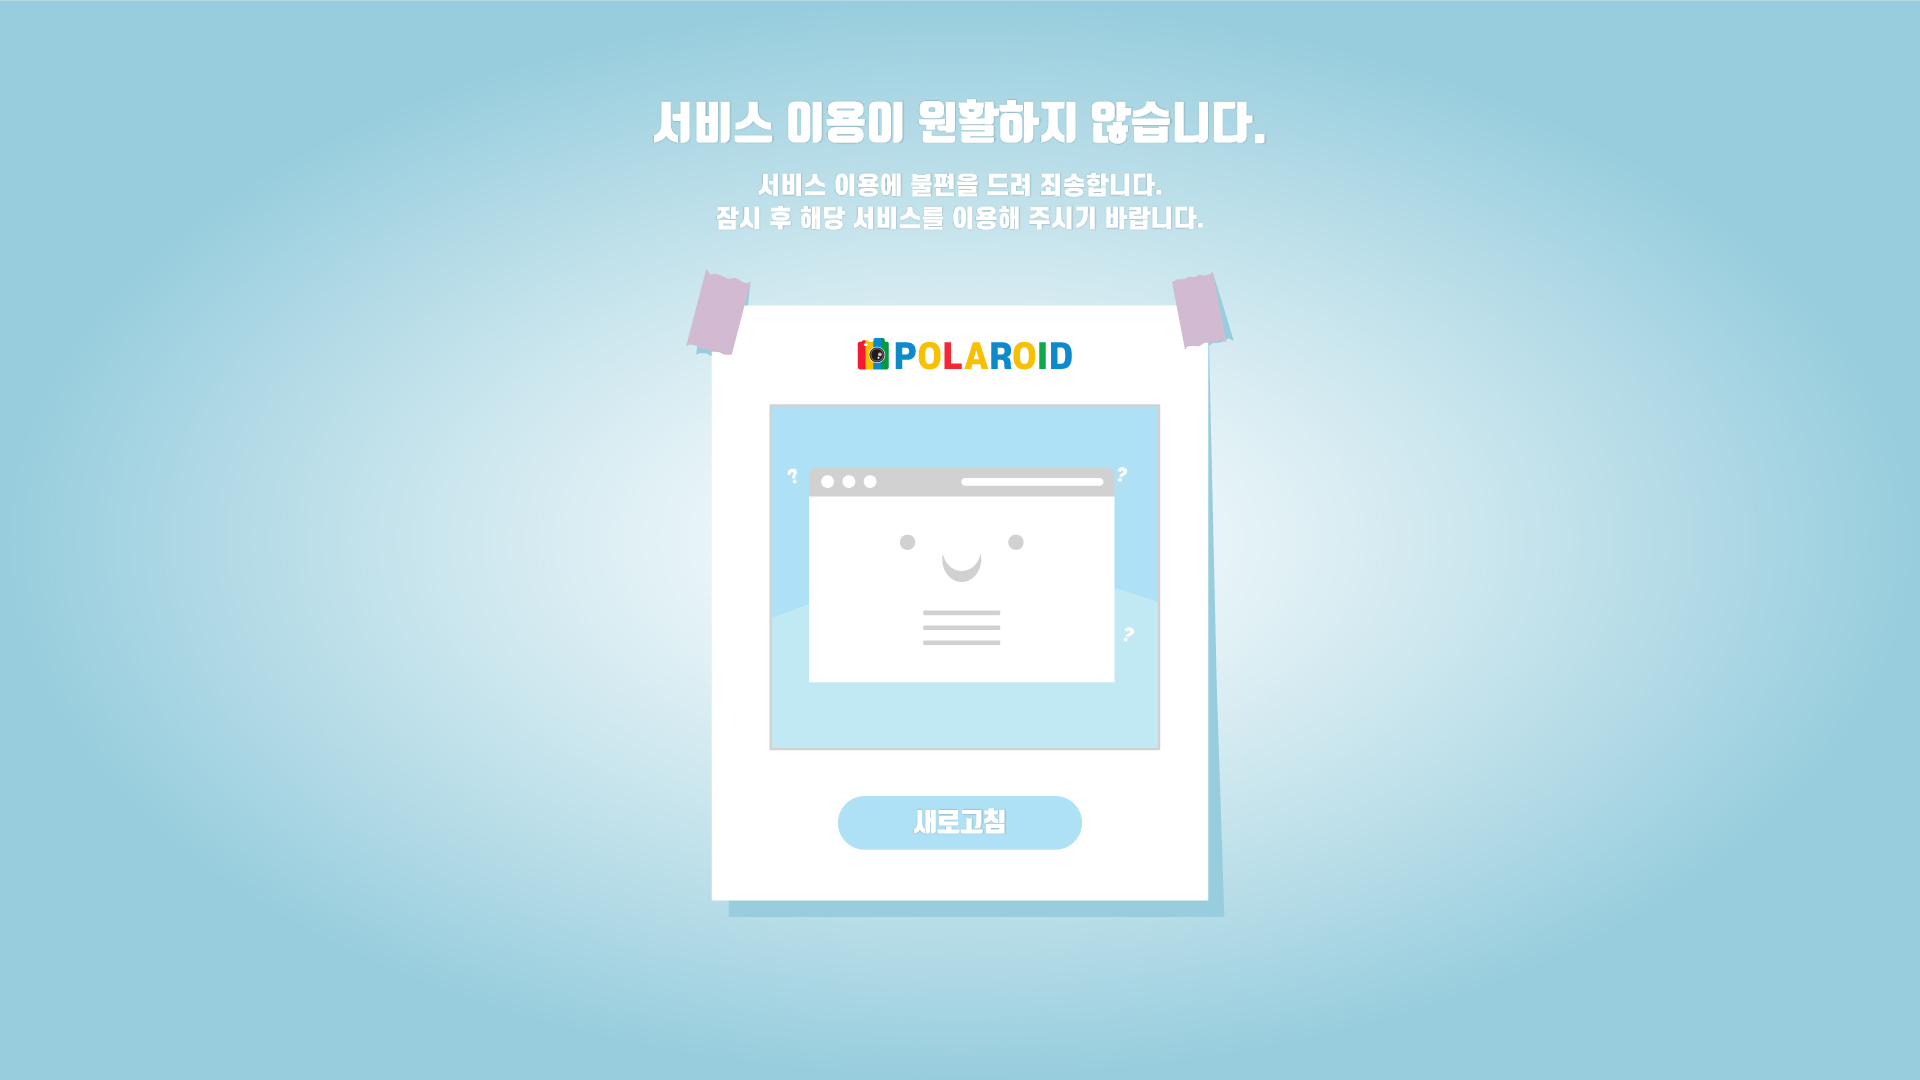 서비스 이용이 원활하지 않습니다.
서비스 이용에 불편을 드려 죄송합니다.
잠시 후 해당 서비스를 이용해 주시기 바랍니다.
POLAROID
?
?
?
새로고침